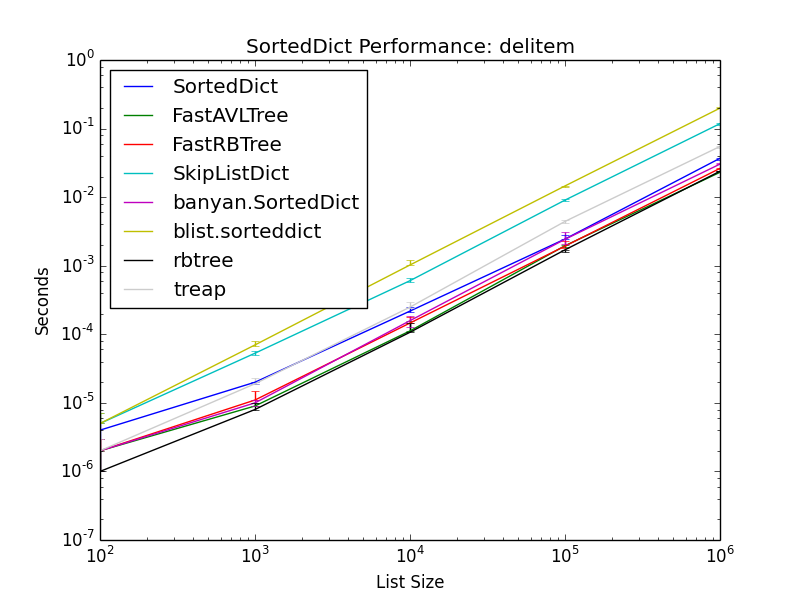 SortedDict Performance: delitem
10^0
10^-1
10^-2
10^-3
10^-4
10^-5
10^-6
10^-7
Seconds
SortedDict
FastAVLTree
FastRBTree
SkipListDict
banyan.SortedDict
blist.sorteddict
rbtree
treap
10^2 10^3 10^4 10^5 10^6
List Size